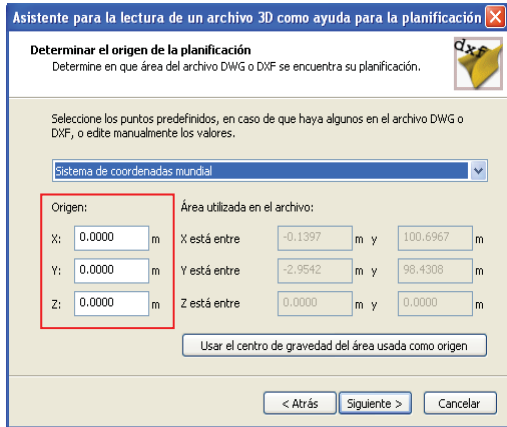 Asistente para la lectura de un archivo 3D como ayuda para la planificación
Determinar el origen de la planificación
Determine en que área del archivo DWG o DXF se encuentra su planificación.
dxf
Seleccione los puntos predefinidos, en caso de que haya algunos en el archivo DWG o
DXF, o edite manualmente los valores.
Sistema de coordenadas mundial
Origen: Área utilizada en el archivo:
X: 0.0000 m X está entre -0.1397 m y 100.6967 m
Y: 0.0000 m Y está entre -2.9542 m y 98.4308 m
Z: 0.0000 m Z está entre 0.0000 m y 0.0000 m
Usar el centro de gravedad del área usada como origen
< Atrás Siguiente > Cancelar